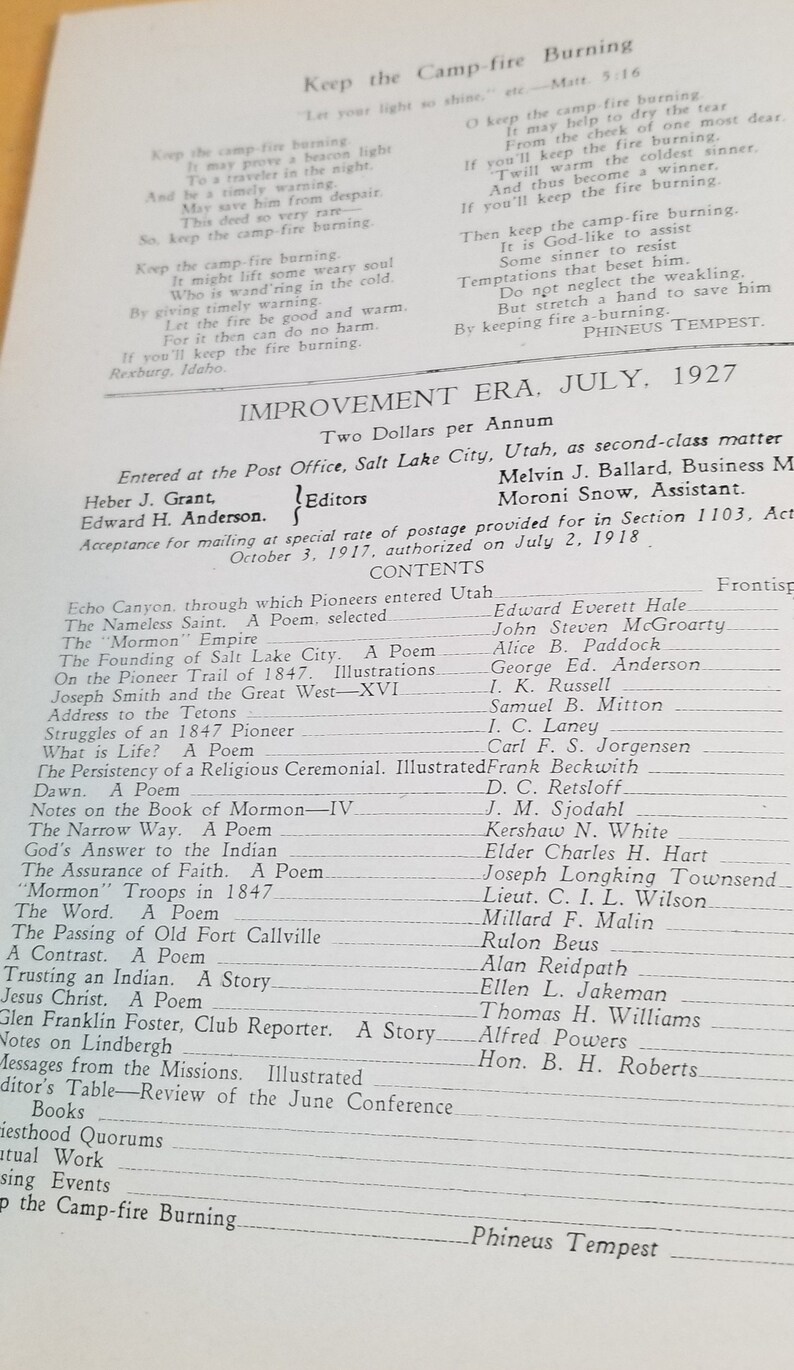 Keep the Camp-fire Burning
"Let your light so shine," etc.—Matt. 5:16
Keep the camp-fire burning.
It may prove a beacon light
To a traveler in the night,
And be a timely warning.
May save him from despair,
This deed so very rare—
So, keep the camp-fire burning.
Keep the camp-fire burning.
It might lift some weary soul
Who is wand'ring in the cold.
By giving timely warning.
Let the fire be good and warm,
For it then can do no harm.
If you'll keep the fire burning.
Rexburg, Idaho.
O keep the camp-fire burning
It may help to dry the tear
From the cheek of one most dear.
If you'll keep the fire burning.
'Twill warm the coldest sinner.
And thus become a winner,
If you'll keep the fire burning.
Then keep the camp-fire burning.
It is God-like to assist
Some sinner to resist
Temptations that beset him.
Do not neglect the weakling,
But stretch a hand to save him
By keeping fire a-burning.
PHINEUS TEMPEST.
IMPROVEMENT ERA, JULY, 1927
Two Dollars per Annum
Entered at the Post Office, Salt Lake City, Utah, as second-class matter
Heber J. Grant,
Edward H. Anderson. } Editors
Melvin J. Ballard, Business M
Moroni Snow, Assistant.
Acceptance for mailing at special rate of postage provided for in Section 1103, Act
October 3, 1917, authorized on July 2, 1918
CONTENTS
Echo Canyon, through which Pioneers entered Utah Frontisp
The Nameless Saint. A Poem, selected Edward Everett Hale
The "Mormon" Empire John Steven McGroarty
The Founding of Salt Lake City. A Poem Alice B. Paddock
On the Pioneer Trail of 1847. Illustrations George Ed. Anderson
Joseph Smith and the Great West—XVI I. K. Russell
Address to the Tetons Samuel B. Mitton
Struggles of an 1847 Pioneer I. C. Laney
What is Life? A Poem Carl F. S. Jorgensen
The Persistency of a Religious Ceremonial. Illustrated Frank Beckwith
Dawn. A Poem D. C. Retsloff
Notes on the Book of Mormon—IV J. M. Sjodahl
The Narrow Way. A Poem Kershaw N. White
God's Answer to the Indian Elder Charles H. Hart
The Assurance of Faith. A Poem Joseph Longking Townsend
"Mormon" Troops in 1847 Lieut. C. I. L. Wilson
The Word. A Poem Millard F. Malin
The Passing of Old Fort Callville Rulon Beus
A Contrast. A Poem Alan Reidpath
Trusting an Indian. A Story Ellen L. Jakeman
Jesus Christ. A Poem Thomas H. Williams
Glen Franklin Foster, Club Reporter. A Story Alfred Powers
Notes on Lindbergh Hon. B. H. Roberts
Messages from the Missions. Illustrated
ditor's Table—Review of the June Conference
Books
iesthood Quorums
utual Work
sing Events
p the Camp-fire Burning Phineus Tempest